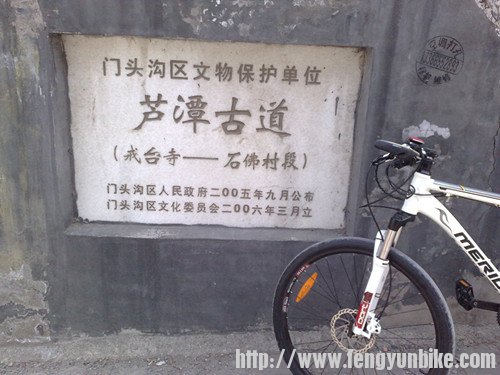 门头沟区文物保护单位
芦潭古道
(戒台寺——石佛村段)
门头沟区人民政府二00五年九月公布
门头沟区文化委员会二00六年三月立
MERID
http://www.fengyunbike.com